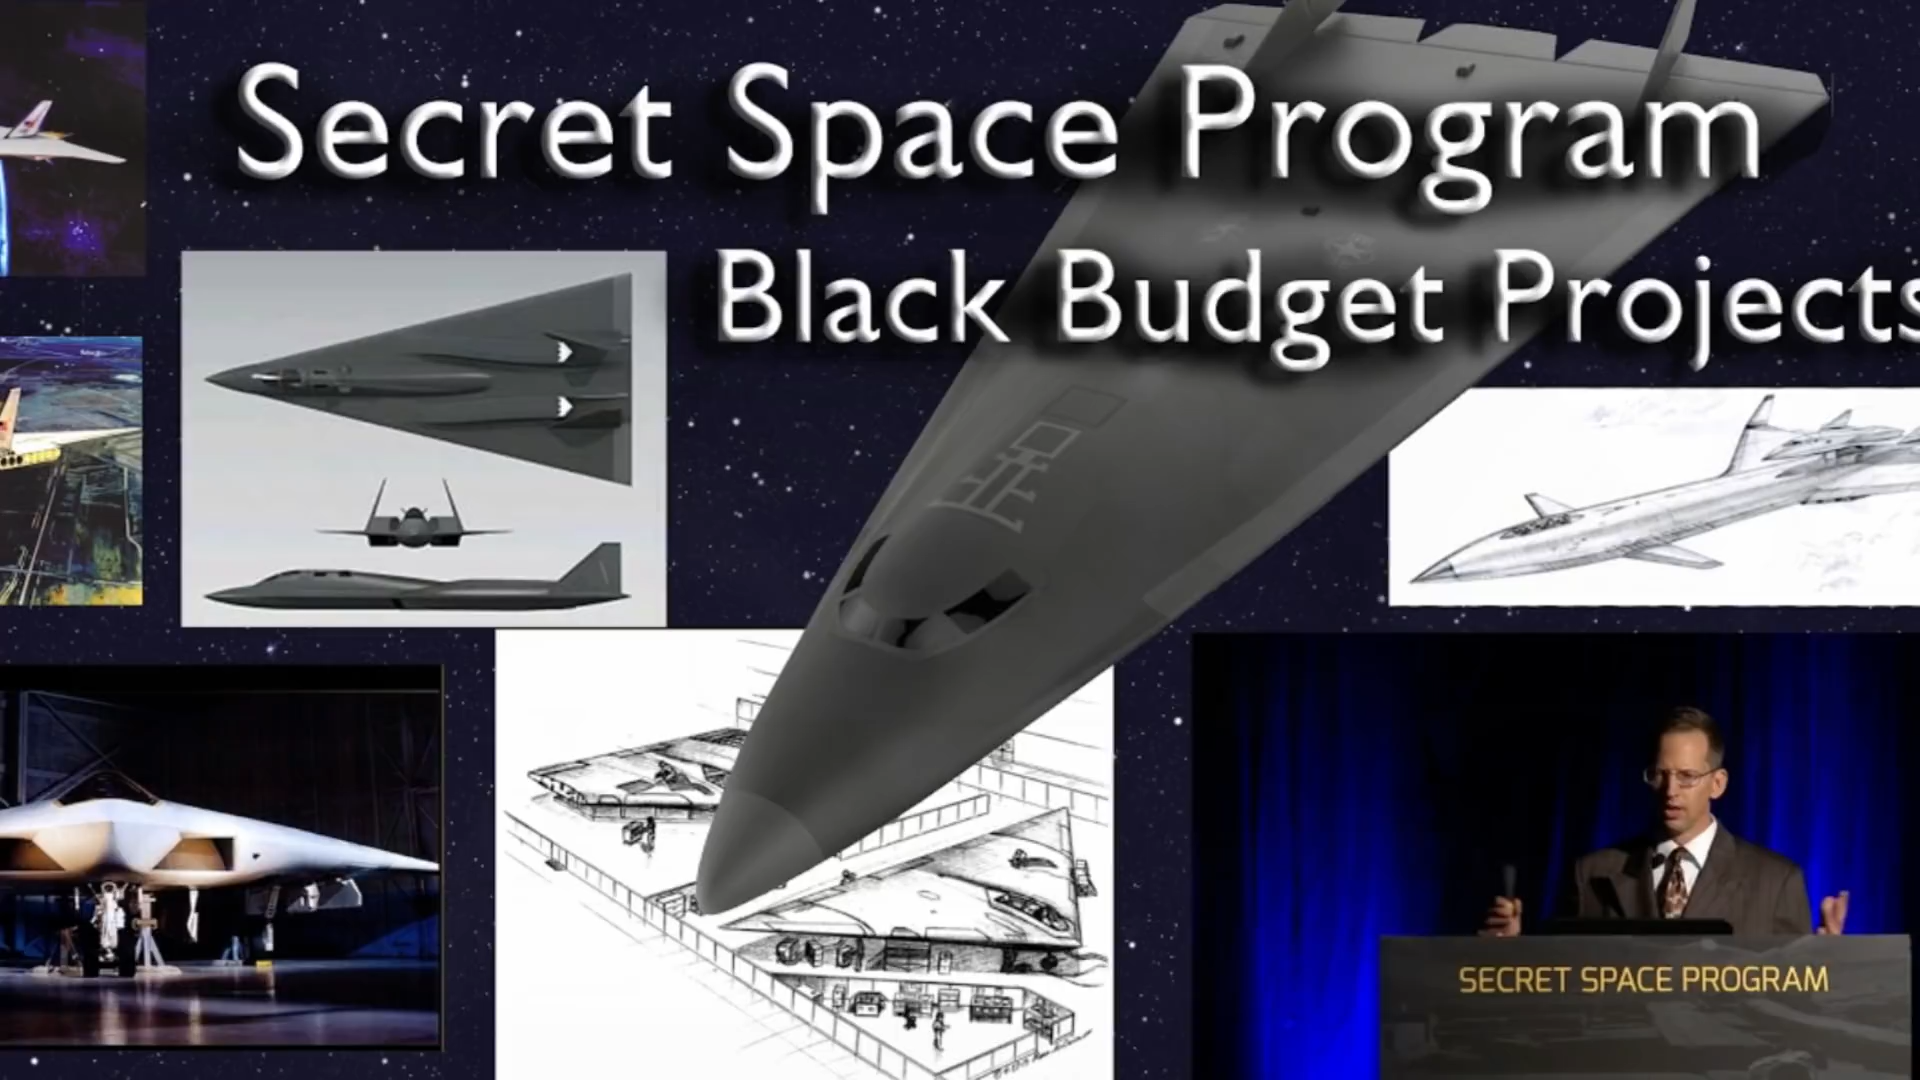 Secret Space Program
Black Budget Projects
SECRET SPACE PROGRAM